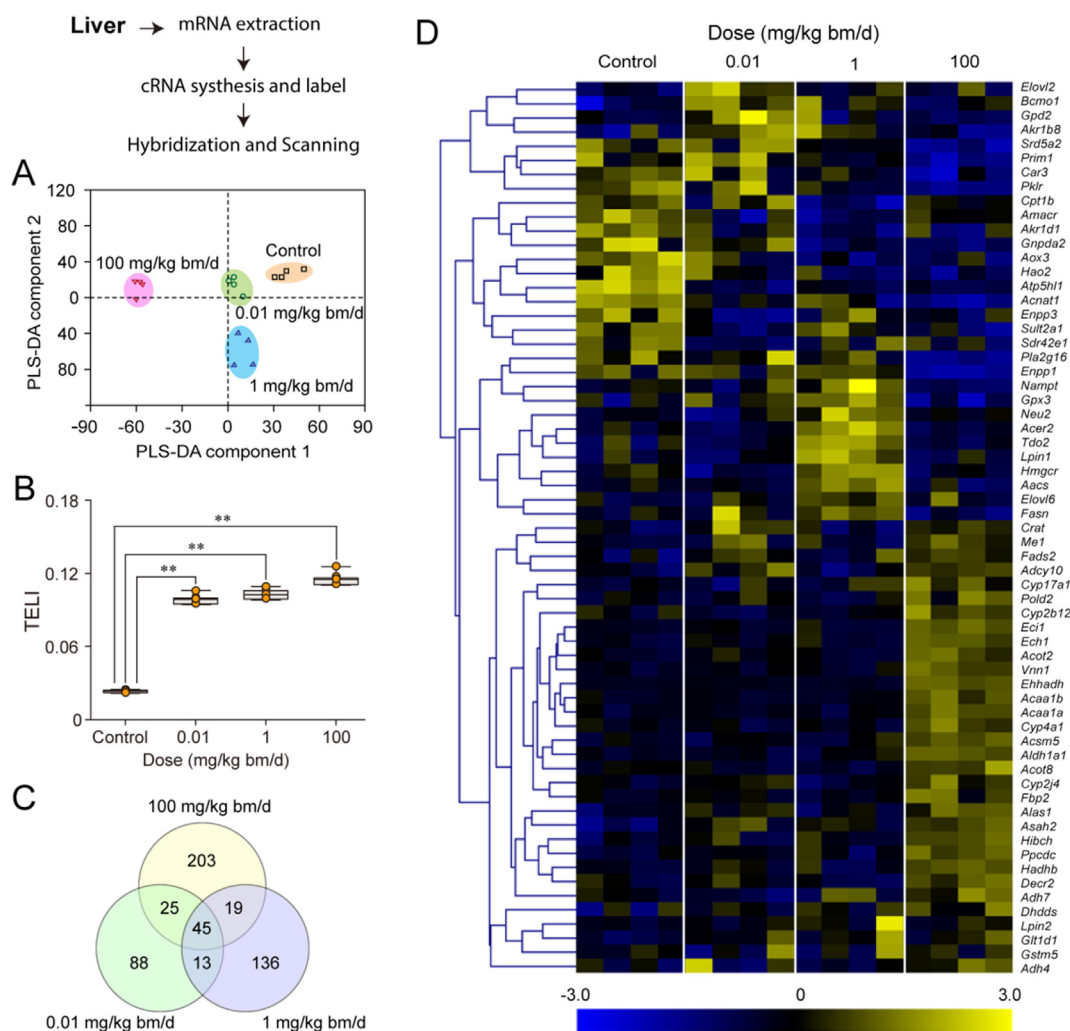 Liver → mRNA extraction
cRNA systhesis and label
Hybridization and Scanning
A
PLS-DA component 2
120
80
40
0
40
80
-90
-60
-30
0
30
60
90
PLS-DA component 1
100 mg/kg bm/d
Control
0.01 mg/kg bm/d
1 mg/kg bm/d
B
TELI
0.18
0.12
0.06
0
**
**
**
Control
0.01
1
100
Dose (mg/kg bm/d)
C
100 mg/kg bm/d
203
25
19
45
88
13
136
0.01 mg/kg bm/d
1 mg/kg bm/d
D
Dose (mg/kg bm/d)
Control
0.01
1
100
Elovl2
Bcmo1
Gpd2
Akr1b8
Srd5a2
Prim1
Car3
Pklr
Cpt1b
Amacr
Akr1d1
Gnpda2
Aox3
Hao2
Atp5hl1
Acnat1
Enpp3
Sult2a1
Sdr42e1
Pla2g16
Enpp1
Nampt
Gpx3
Neu2
Acer2
Tdo2
Lpin1
Hmgcr
Aacs
Elovl6
Fasn
Crat
Me1
Fads2
Adcy10
Cyp17a1
Pold2
Cyp2b12
Eci1
Ech1
Acot2
Vnn1
Ehhadh
Acaa1b
Acaa1a
Cyp4a1
Acsm5
Aldh1a1
Acot8
Cyp2j4
Fbp2
Alas1
Asah2
Hibch
Ppcdc
Hadhb
Decr2
Adh7
Dhdds
Lpin2
Glt1d1
Gstm5
Adh4
-3.0
0
3.0